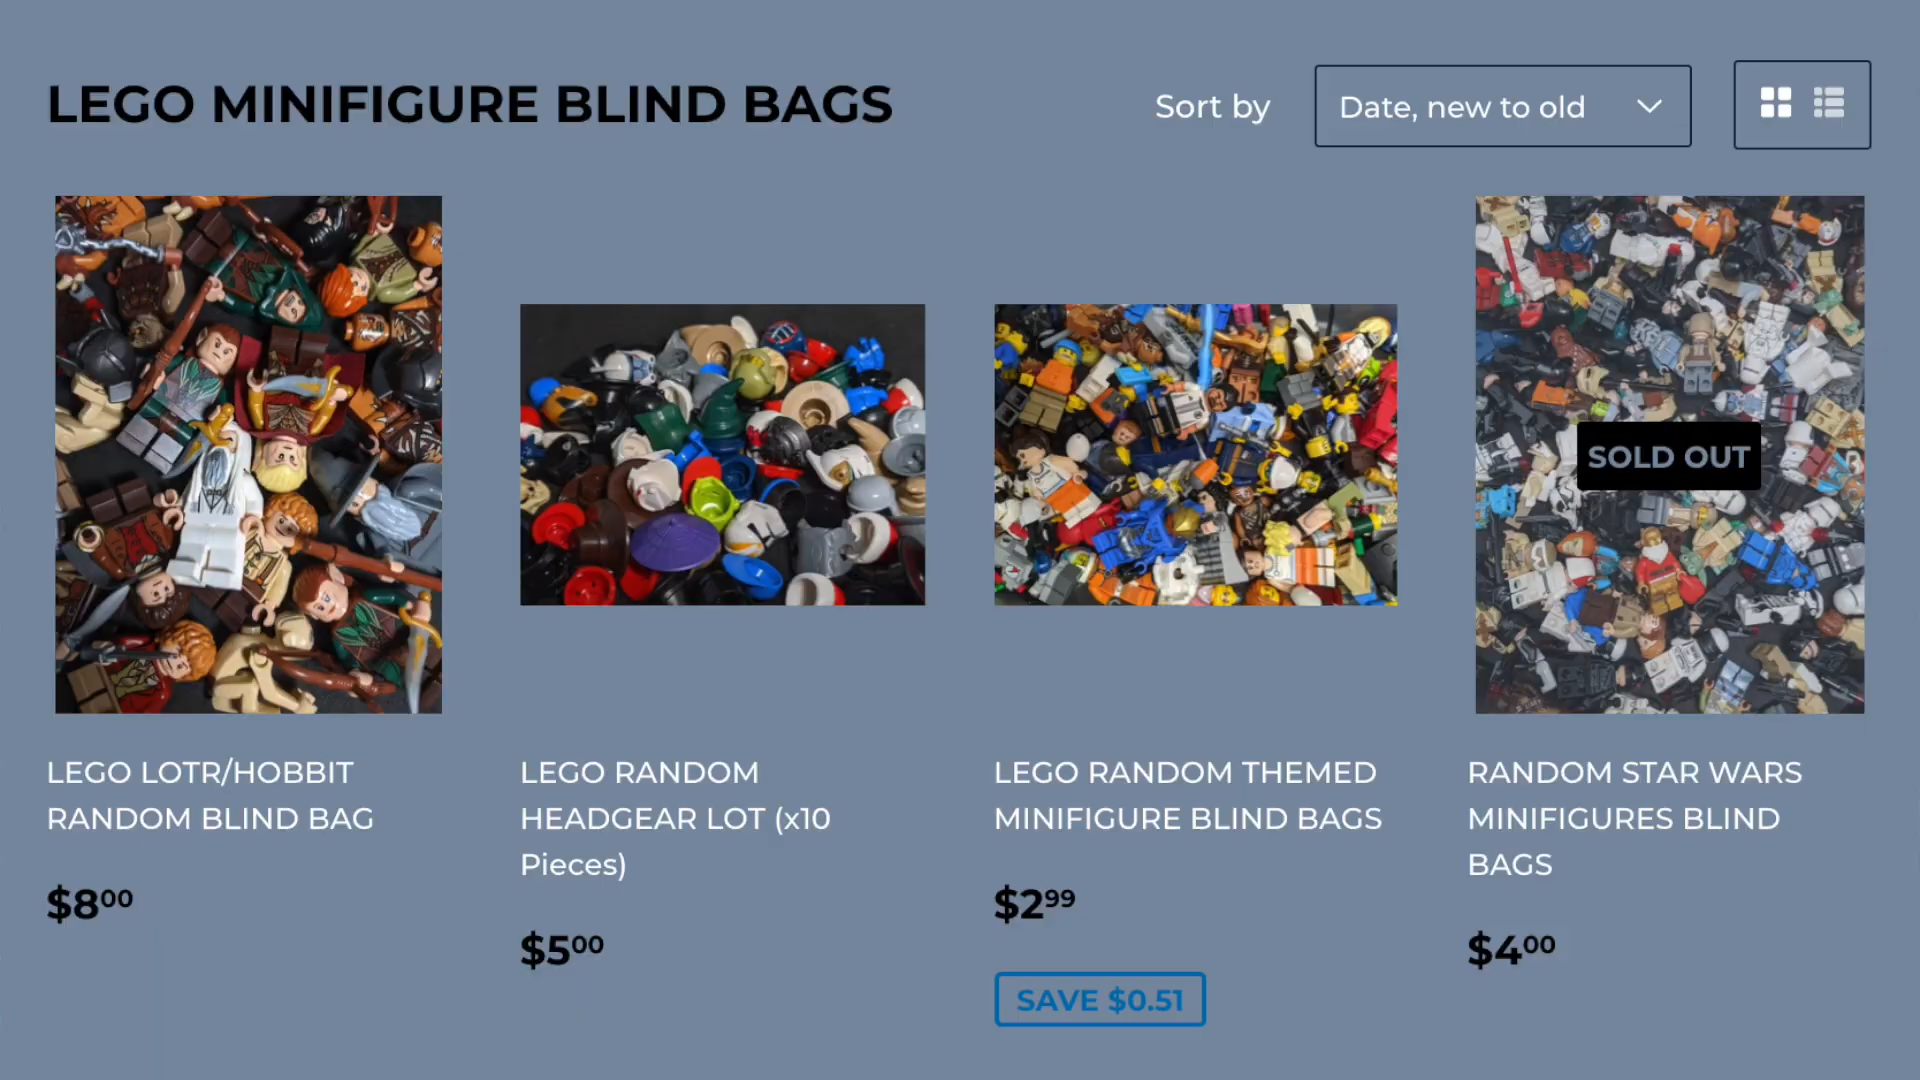 LEGO MINIFIGURE BLIND BAGS
Sort by
Date, new to old
SOLD OUT
LEGO LOTR/HOBBIT
RANDOM BLIND BAG
$8⁰⁰
LEGO RANDOM
HEADGEAR LOT (x10
Pieces)
$5⁰⁰
LEGO RANDOM THEMED
MINIFIGURE BLIND BAGS
$2⁹⁹
SAVE $0.51
RANDOM STAR WARS
MINIFIGURES BLIND
BAGS
$4⁰⁰